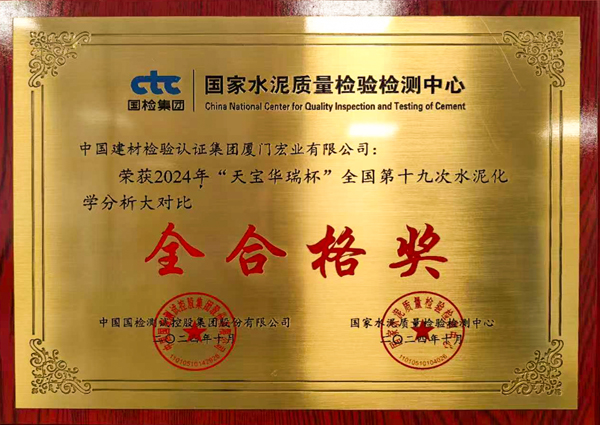 ctc
国检集团
国家水泥质量检验检测中心
China National Center for Quality Inspection and Testing of Cement
中国建材检验认证集团厦门宏业有限公司：
荣获2024年“天宝华瑞杯”全国第十九次水泥化
学分析大对比
全合格奖
中国国检测试控股集团股份有限公司
二〇二四年十月
国家水泥质量检验检测中心
二〇二四年十月